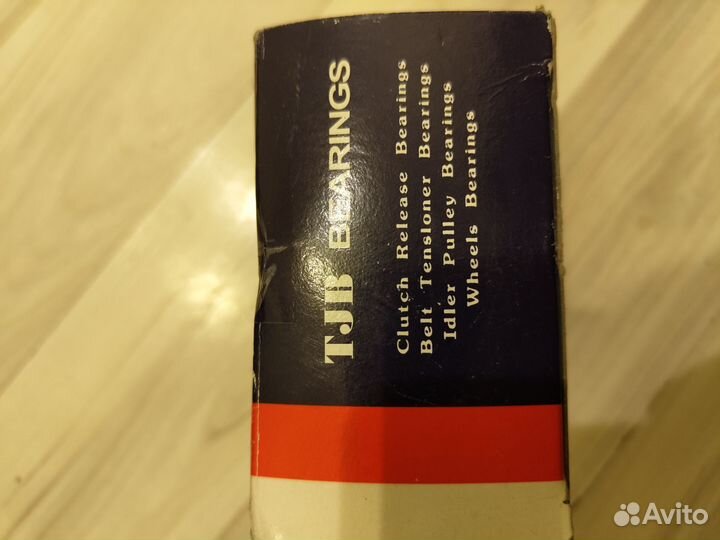 TJB BEARINGS
Clutch Release Bearings
Belt Tensloner Bearings
Idler Pulley Bearings
Wheels Bearings
Avito